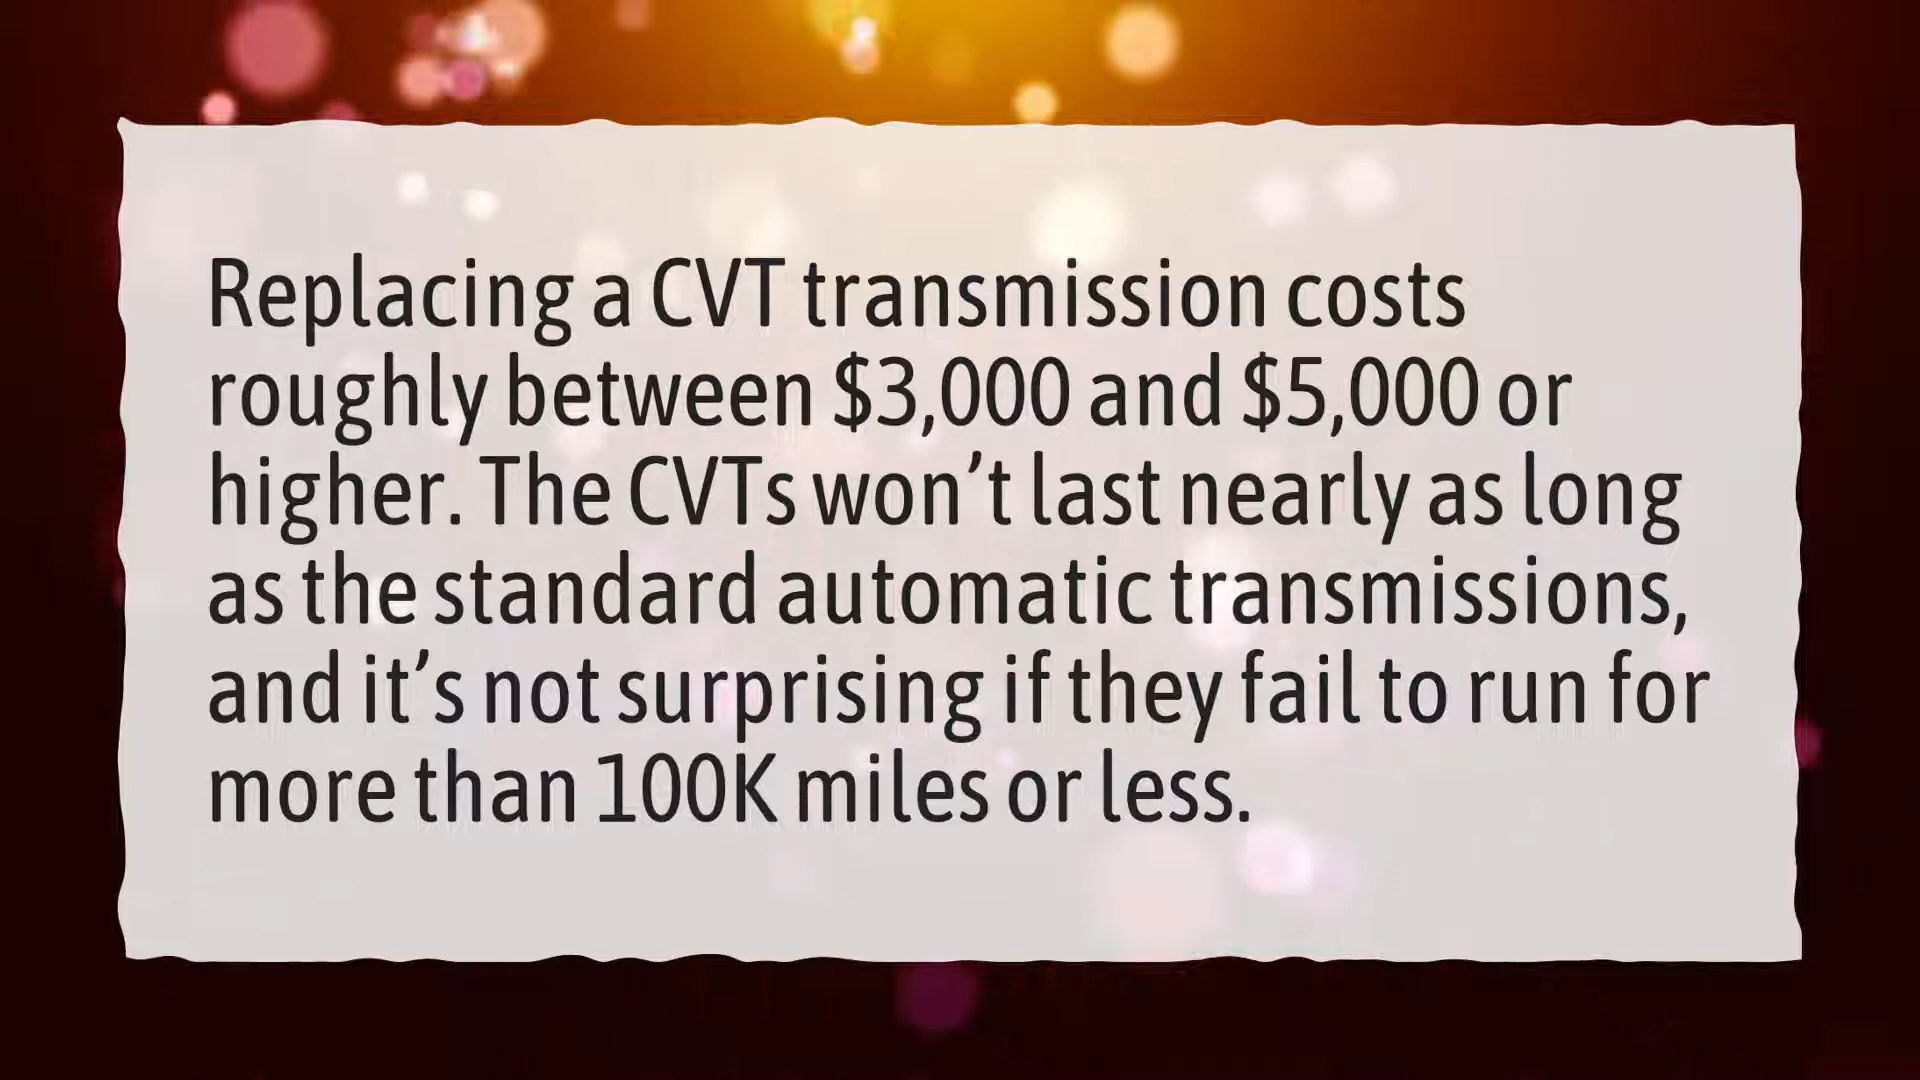 Replacing a CVT transmission costs
roughly between $3,000 and $5,000 or
higher. The CVTs won’t last nearly as long
as the standard automatic transmissions,
and it’s not surprising if they fail to run for
more than 100K miles or less.